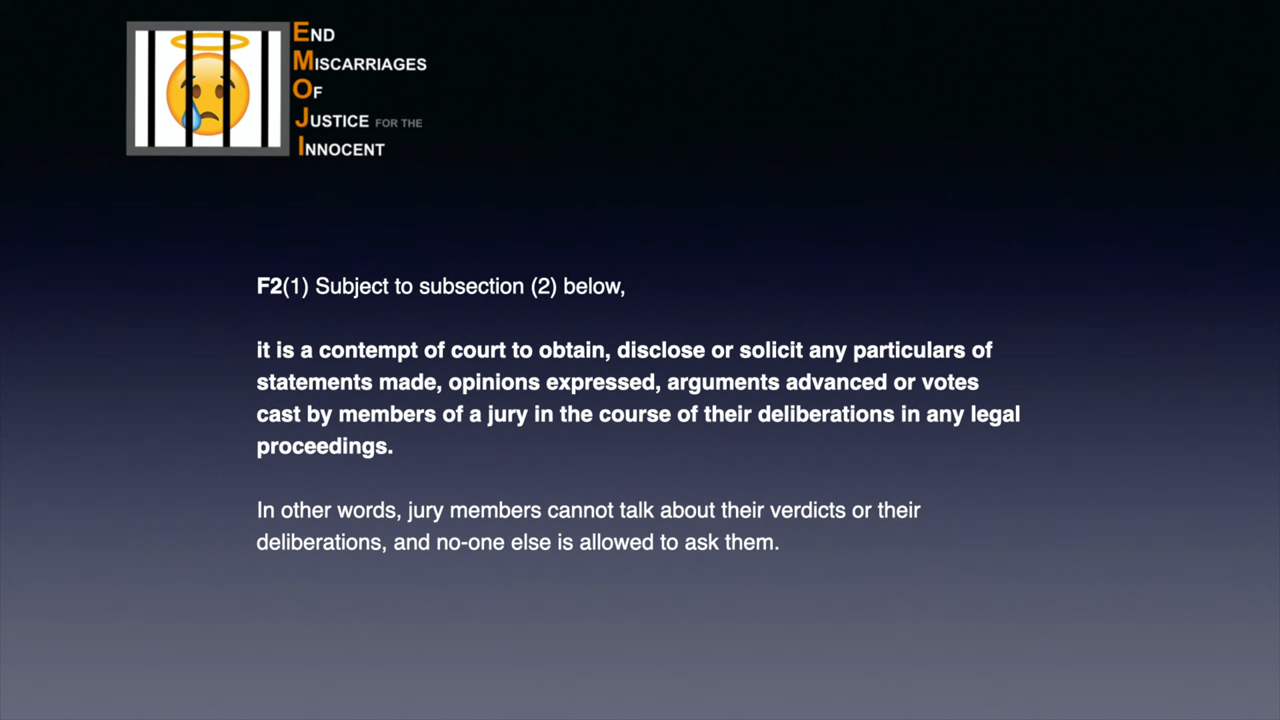 END
MISCARRIAGES
OF
JUSTICE FOR THE
INNOCENT
F2(1) Subject to subsection (2) below,
it is a contempt of court to obtain, disclose or solicit any particulars of
statements made, opinions expressed, arguments advanced or votes
cast by members of a jury in the course of their deliberations in any legal
proceedings.
In other words, jury members cannot talk about their verdicts or their
deliberations, and no-one else is allowed to ask them.